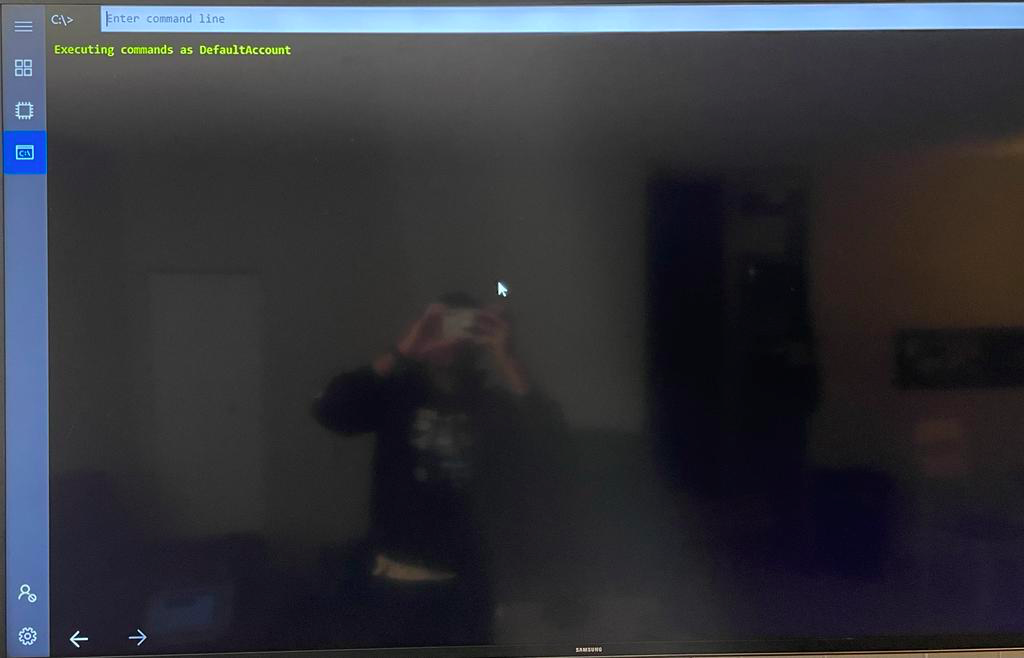 C:\>
Enter command line
Executing commands as DefaultAccount
C:\
SAMSUNG